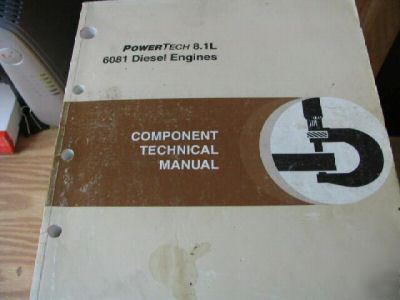 POWERTECH 8.1L
6081 Diesel Engines
COMPONENT
TECHNICAL
MANUAL